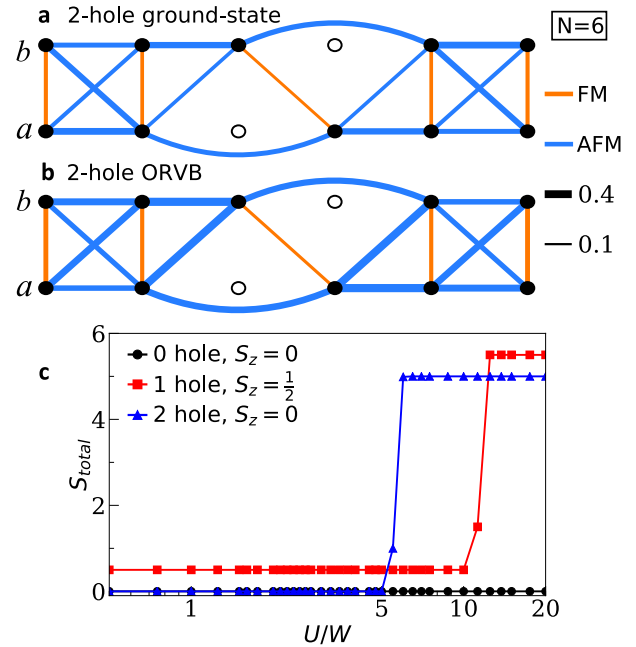 a 2-hole ground-state
N=6
b
a
FM
AFM
b 2-hole ORVB
0.4
b
0.1
a
c
6
0 hole, S_z = 0
1 hole, S_z = 1/2
2 hole, S_z = 0
4
2
0
S_total
1 5 10 20
U/W